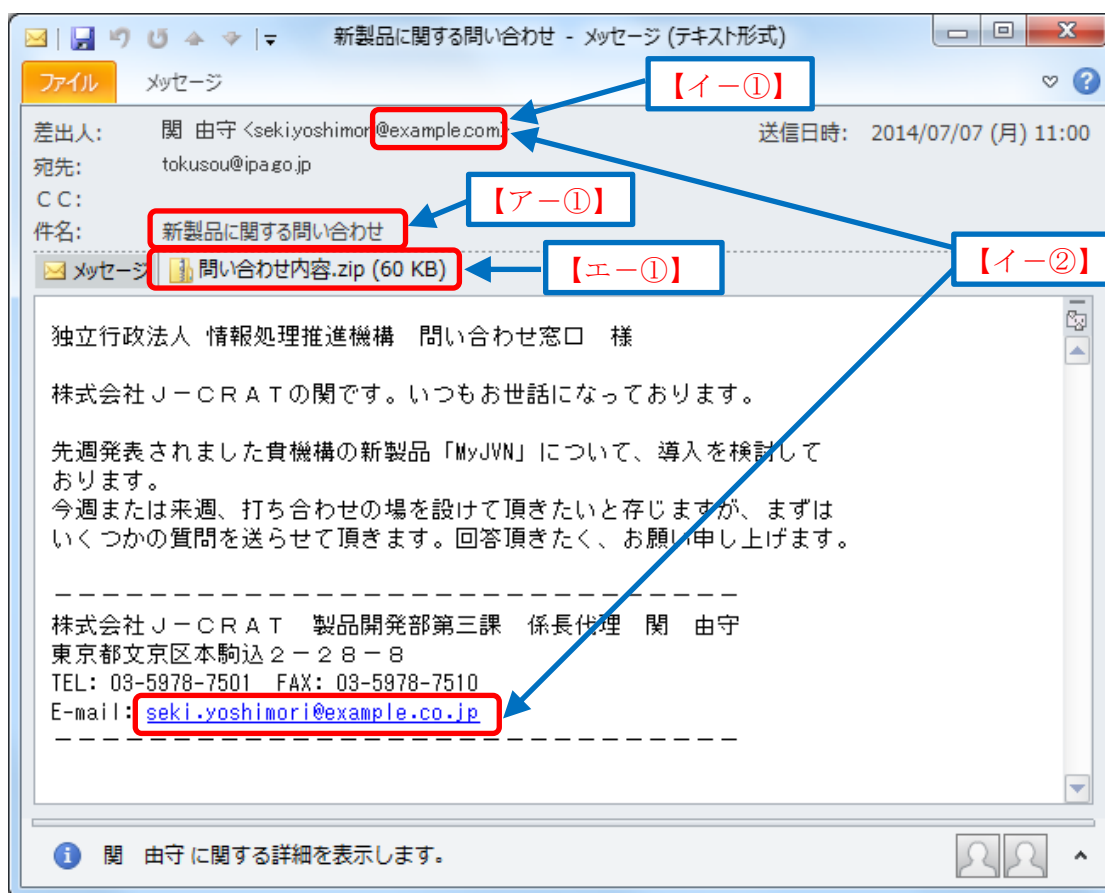 新製品に関する問い合わせ - メッセージ (テキスト形式)
ファイル メッセージ
【イー①】
差出人: 関 由守 <seki.yoshimori@example.com> 送信日時: 2014/07/07 (月) 11:00
宛先: tokusou@ipa.go.jp
CC:
【アー①】
件名: 新製品に関する問い合わせ
メッセージ 問い合わせ内容.zip (60 KB)
【エー①】
【イー②】
独立行政法人 情報処理推進機構 問い合わせ窓口 様
株式会社J-CRATの関です。いつもお世話になっております。
先週発表されました貴機構の新製品「MyJVN」について、導入を検討して
おります。
今週または来週、打ち合わせの場を設けて頂きたいと存じますが、まずは
いくつかの質問を送らせて頂きます。回答頂きたく、お願い申し上げます。
------------------------------
株式会社J-CRAT 製品開発部第三課 係長代理 関 由守
東京都文京区本駒込2-28-8
TEL: 03-5978-7501 FAX: 03-5978-7510
E-mail: seki.yoshimori@example.co.jp
------------------------------
関 由守 に関する詳細を表示します。